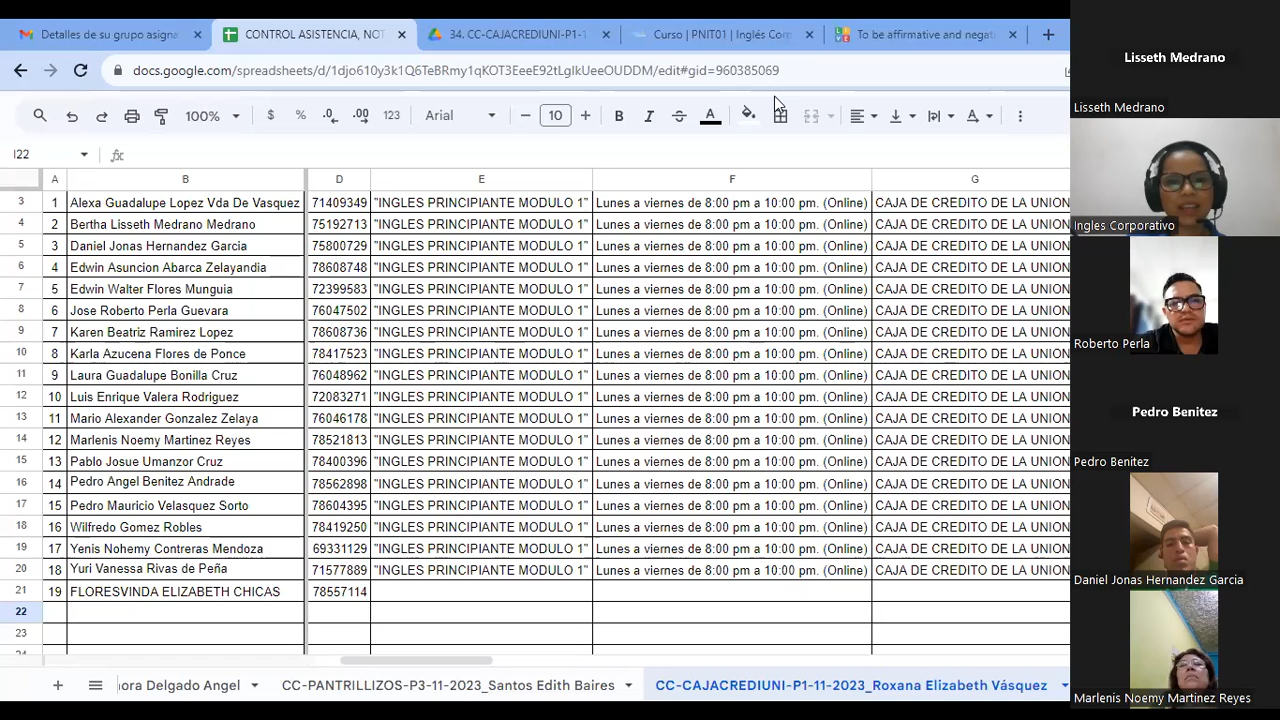 Detalles de su grupo asigna
CONTROL ASISTENCIA, NOT
34. CC-CAJACREDIUNI-P1-1
Curso | PNIT01 | Inglés Corp
To be affirmative and negati
docs.google.com/spreadsheets/d/
/edit#gid=960385069
100% $ % .0 .00 123 Arial 10 B I A
I22 fx
A B D E F G
3 1 Alexa Guadalupe Lopez Vda De Vasquez 71409349 "INGLES PRINCIPIANTE MODULO 1" Lunes a viernes de 8:00 pm a 10:00 pm. (Online) CAJA DE CREDITO DE LA UNION
4 2 Bertha Lisseth Medrano Medrano 75192713 "INGLES PRINCIPIANTE MODULO 1" Lunes a viernes de 8:00 pm a 10:00 pm. (Online) CAJA DE CREDITO DE LA UNION
5 3 Daniel Jonas Hernandez Garcia 75800729 "INGLES PRINCIPIANTE MODULO 1" Lunes a viernes de 8:00 pm a 10:00 pm. (Online) CAJA DE CREDITO DE LA UNION
6 4 Edwin Asuncion Abarca Zelayandia 78608748 "INGLES PRINCIPIANTE MODULO 1" Lunes a viernes de 8:00 pm a 10:00 pm. (Online) CAJA DE CREDITO DE LA UNION
7 5 Edwin Walter Flores Munguia 72399583 "INGLES PRINCIPIANTE MODULO 1" Lunes a viernes de 8:00 pm a 10:00 pm. (Online) CAJA DE CREDITO DE LA UNION
8 6 Jose Roberto Perla Guevara 76047502 "INGLES PRINCIPIANTE MODULO 1" Lunes a viernes de 8:00 pm a 10:00 pm. (Online) CAJA DE CREDITO DE LA UNION
9 7 Karen Beatriz Ramirez Lopez 78608736 "INGLES PRINCIPIANTE MODULO 1" Lunes a viernes de 8:00 pm a 10:00 pm. (Online) CAJA DE CREDITO DE LA UNION
10 8 Karla Azucena Flores de Ponce 78417523 "INGLES PRINCIPIANTE MODULO 1" Lunes a viernes de 8:00 pm a 10:00 pm. (Online) CAJA DE CREDITO DE LA UNION
11 9 Laura Guadalupe Bonilla Cruz 76048962 "INGLES PRINCIPIANTE MODULO 1" Lunes a viernes de 8:00 pm a 10:00 pm. (Online) CAJA DE CREDITO DE LA UNION
12 10 Luis Enrique Valera Rodriguez 72083271 "INGLES PRINCIPIANTE MODULO 1" Lunes a viernes de 8:00 pm a 10:00 pm. (Online) CAJA DE CREDITO DE LA UNION
13 11 Mario Alexander Gonzalez Zelaya 76046178 "INGLES PRINCIPIANTE MODULO 1" Lunes a viernes de 8:00 pm a 10:00 pm. (Online) CAJA DE CREDITO DE LA UNION
14 12 Marlenis Noemy Martinez Reyes 78521813 "INGLES PRINCIPIANTE MODULO 1" Lunes a viernes de 8:00 pm a 10:00 pm. (Online) CAJA DE CREDITO DE LA UNION
15 13 Pablo Josue Umanzor Cruz 78400396 "INGLES PRINCIPIANTE MODULO 1" Lunes a viernes de 8:00 pm a 10:00 pm. (Online) CAJA DE CREDITO DE LA UNION
16 14 Pedro Angel Benitez Andrade 78562898 "INGLES PRINCIPIANTE MODULO 1" Lunes a viernes de 8:00 pm a 10:00 pm. (Online) CAJA DE CREDITO DE LA UNION
17 15 Pedro Mauricio Velasquez Sorto 78604395 "INGLES PRINCIPIANTE MODULO 1" Lunes a viernes de 8:00 pm a 10:00 pm. (Online) CAJA DE CREDITO DE LA UNION
18 16 Wilfredo Gomez Robles 78419250 "INGLES PRINCIPIANTE MODULO 1" Lunes a viernes de 8:00 pm a 10:00 pm. (Online) CAJA DE CREDITO DE LA UNION
19 17 Yenis Nohemy Contreras Mendoza 69331129 "INGLES PRINCIPIANTE MODULO 1" Lunes a viernes de 8:00 pm a 10:00 pm. (Online) CAJA DE CREDITO DE LA UNION
20 18 Yuri Vanessa Rivas de Peña 71577889 "INGLES PRINCIPIANTE MODULO 1" Lunes a viernes de 8:00 pm a 10:00 pm. (Online) CAJA DE CREDITO DE LA UNION
21 19 FLORESVINDA ELIZABETH CHICAS 78557114
22
23
24
ora Delgado Angel
CC-PANTRILLIZOS-P3-11-2023_Santos Edith Baires
CC-CAJACREDIUNI-P1-11-2023_Roxana Elizabeth Vásquez
Lisseth Medrano
Lisseth Medrano
Ingles Corporativo
Roberto Perla
Pedro Benitez
Pedro Benitez
Daniel Jonas Hernandez Garcia
Marlenis Noemy Martinez Reyes